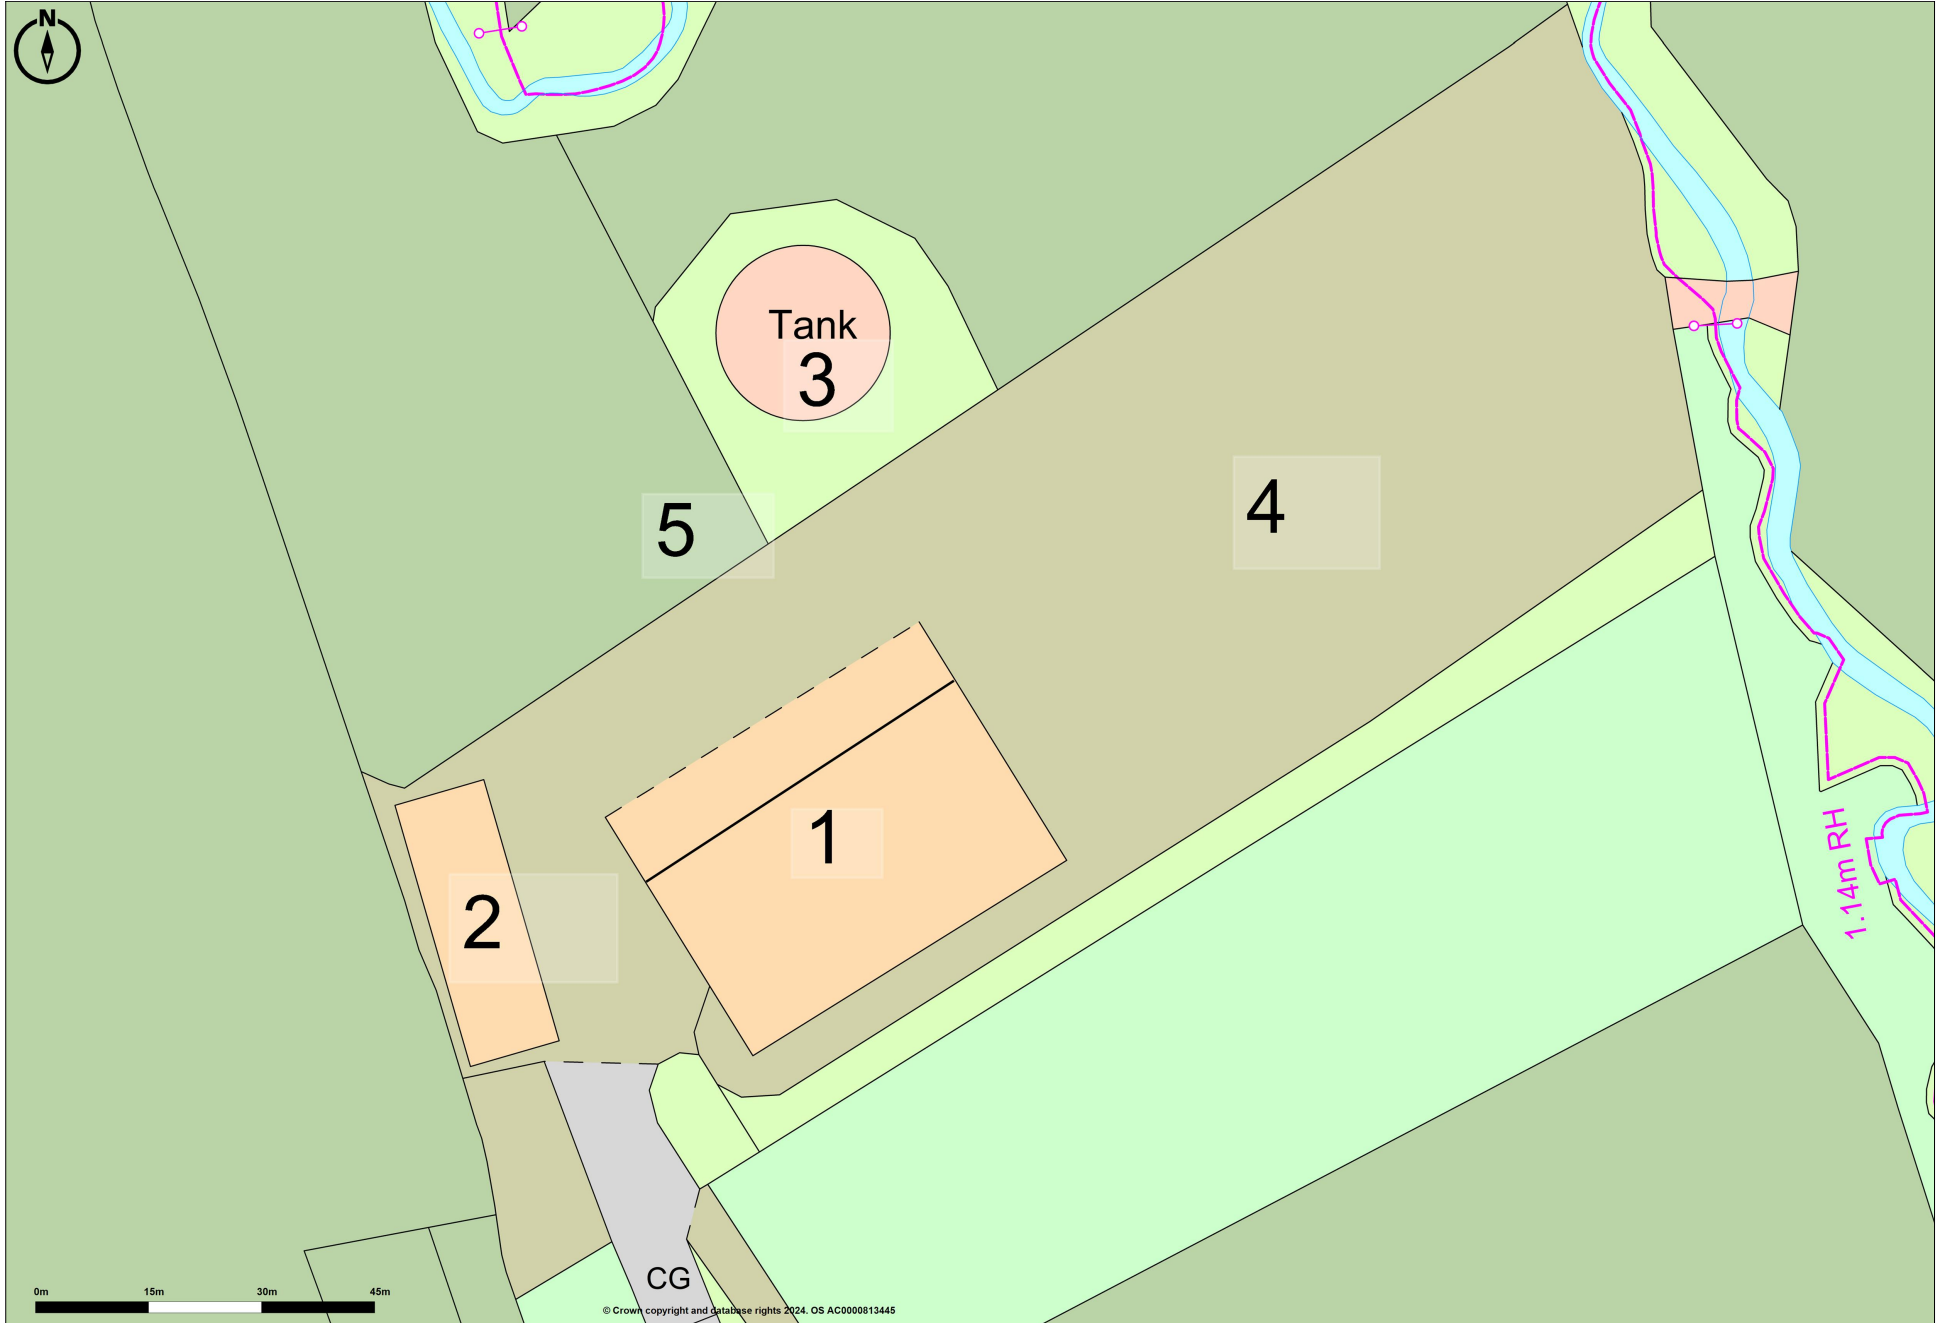 N
Tank
3
4
5
1
2
1.14m RH
CG
0m 15m 30m 45m
© Crown copyright and database rights 2024. OS AC0000813445